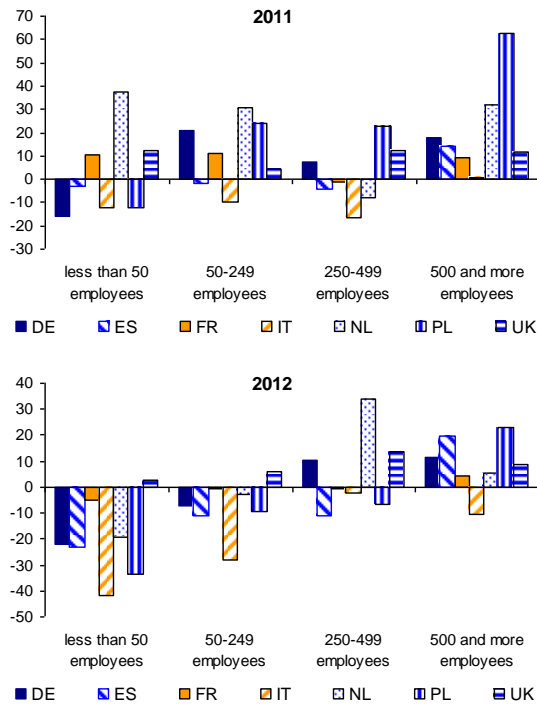 2011
70
60
50
40
30
20
10
0
-10
-20
-30
less than 50 employees
50-249 employees
250-499 employees
500 and more employees
DE ES FR IT NL PL UK
2012
40
30
20
10
0
-10
-20
-30
-40
-50
less than 50 employees
50-249 employees
250-499 employees
500 and more employees
DE ES FR IT NL PL UK